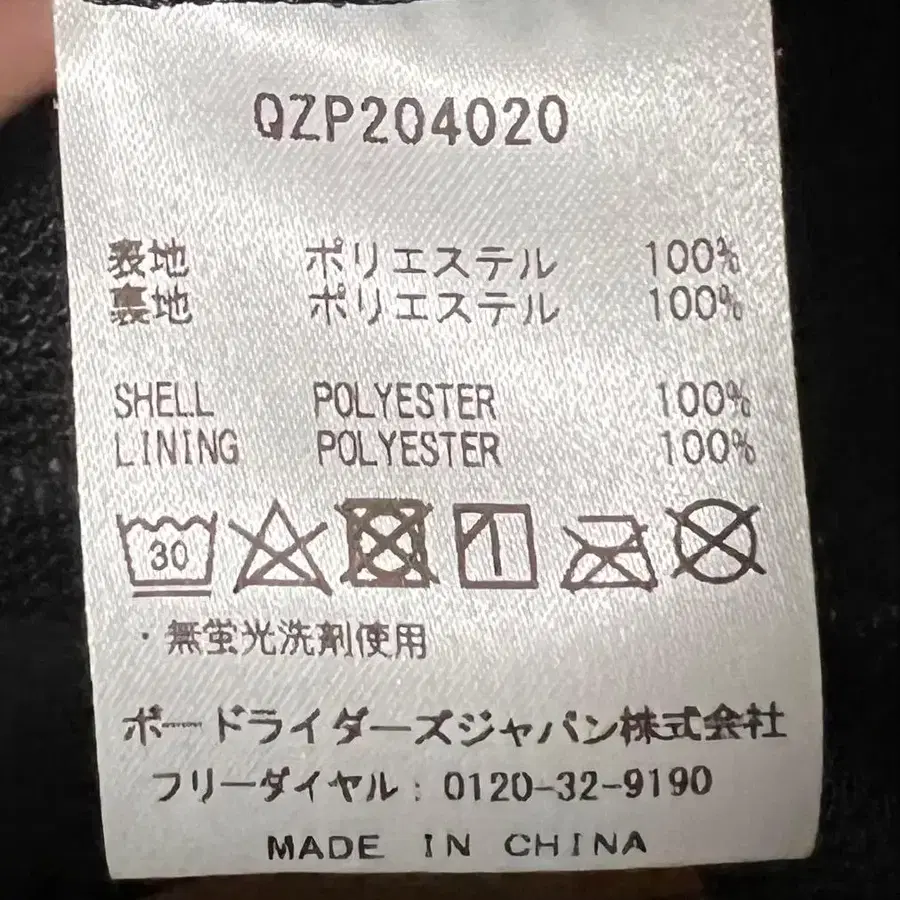 QZP204020
表地 ポリエステル 100%
裏地 ポリエステル 100%
SHELL POLYESTER 100%
LINING POLYESTER 100%
30
・無蛍光洗剤使用
ボードライダーズジャパン株式会社
フリーダイヤル：0120-32-9190
MADE IN CHINA